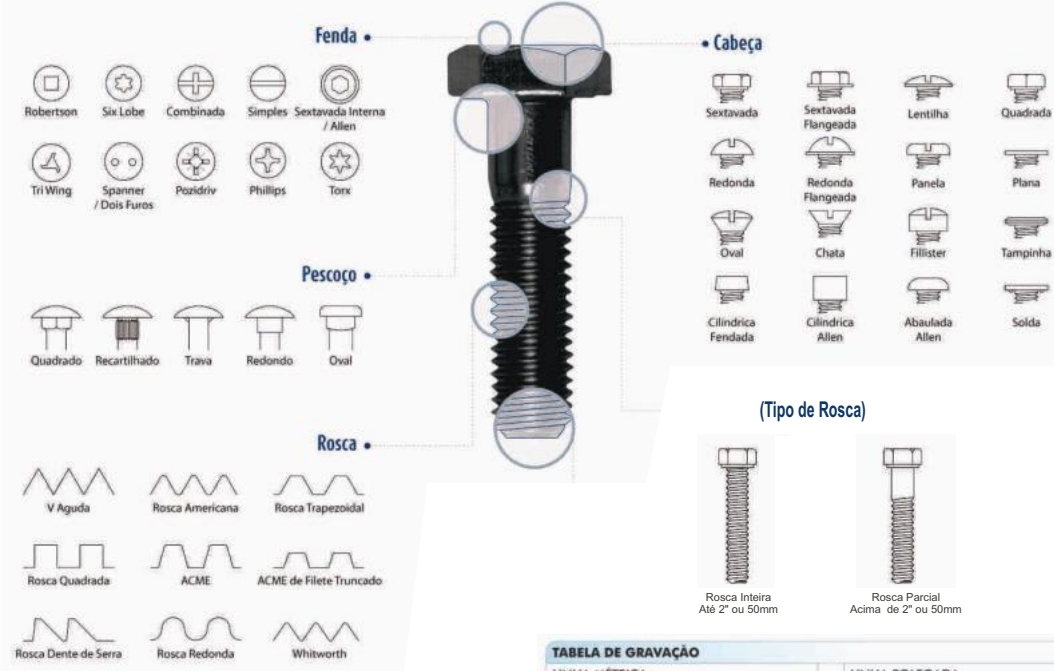 Fenda
Robertson
Six Lobe
Combinada
Simples
Sextavada Interna
/ Allen
Tri Wing
Spanner
/ Dois Furos
Pozidriv
Phillips
Torx
Cabeça
Sextavada
Sextavada
Flangeada
Lentilha
Quadrada
Redonda
Redonda
Flangeada
Panela
Plana
Oval
Chata
Fillister
Tampinha
Cilíndrica
Fendada
Cilíndrica
Allen
Abaulada
Allen
Solda
Pescoço
Quadrado
Recartilhado
Trava
Redondo
Oval
Rosca
V Aguda
Rosca Americana
Rosca Trapezoidal
Rosca Quadrada
ACME
ACME de Filete Truncado
Rosca Dente de Serra
Rosca Redonda
Whitworth
(Tipo de Rosca)
Rosca Inteira
Até 2" ou 50mm
Rosca Parcial
Acima de 2" ou 50mm
TABELA DE GRAVAÇÃO